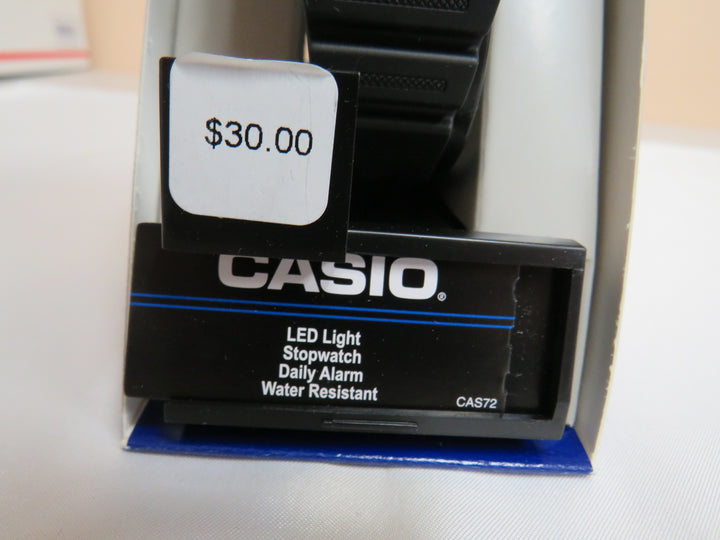 $30.00
CASIO®
LED Light
Stopwatch
Daily Alarm
Water Resistant
CAS72